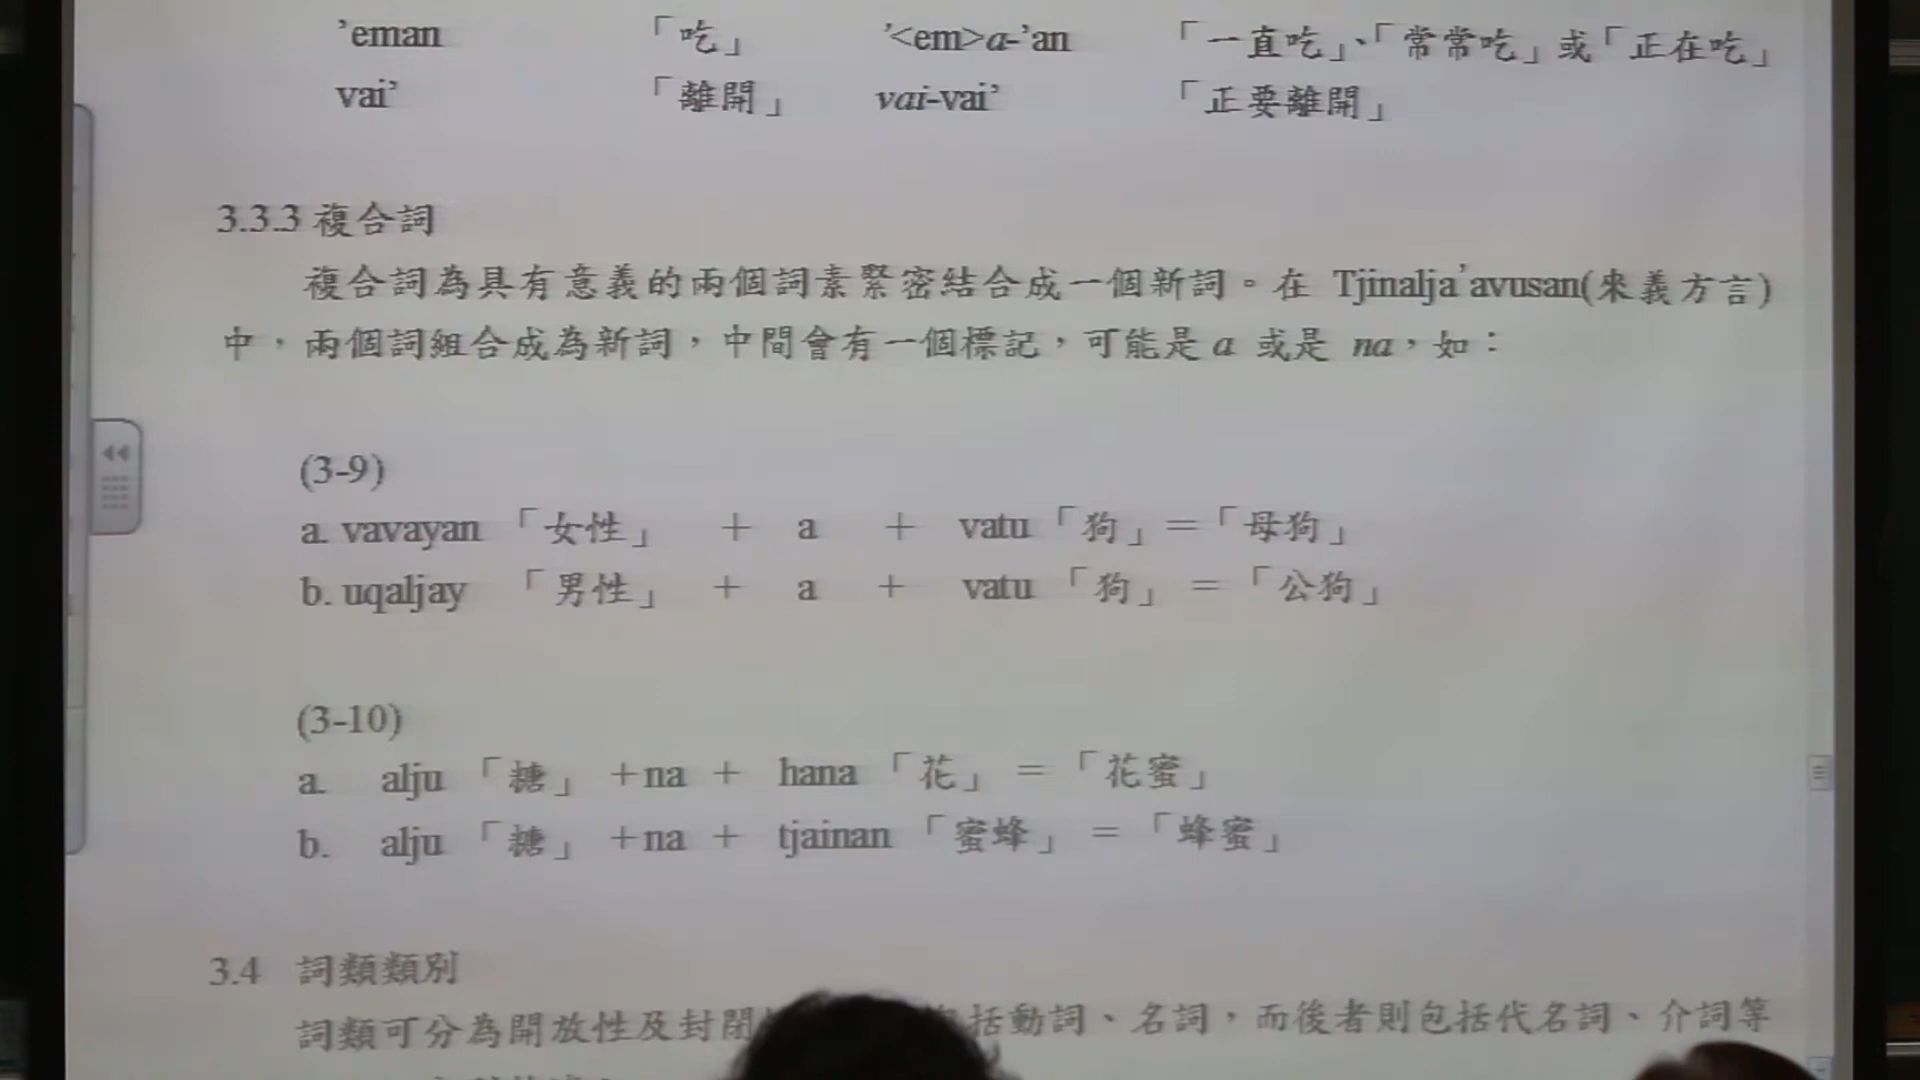 ’eman 「吃」 ’<em>a-’an 「一直吃」、「常常吃」或「正在吃」
vai’ 「離開」 vai-vai’ 「正要離開」
3.3.3 複合詞
複合詞為具有意義的兩個詞素緊密結合成一個新詞。在 Tjinalja’avusan(來義方言)
中，兩個詞組合成為新詞，中間會有一個標記，可能是 a 或是 na，如：
(3-9)
a. vavayan 「女性」 + a + vatu 「狗」=「母狗」
b. uqaljay 「男性」 + a + vatu 「狗」 = 「公狗」
(3-10)
a. alju 「糖」 +na + hana 「花」 = 「花蜜」
b. alju 「糖」 +na + tjainan 「蜜蜂」 = 「蜂蜜」
3.4 詞類類別
詞類可分為開放性及封閉 括動詞、名詞，而後者則包括代名詞、介詞等